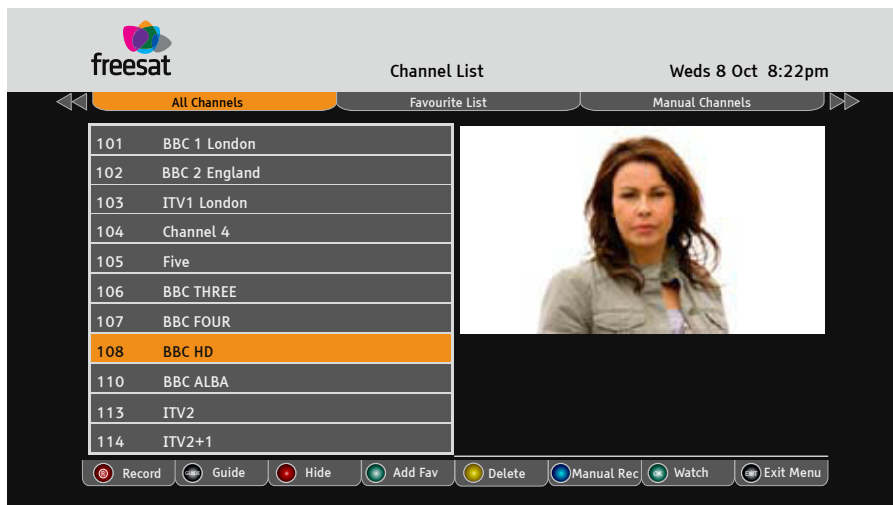 freesat
Channel List
Weds 8 Oct 8:22pm
All Channels
Favourite List
Manual Channels
101 BBC 1 London
102 BBC 2 England
103 ITV1 London
104 Channel 4
105 Five
106 BBC THREE
107 BBC FOUR
108 BBC HD
110 BBC ALBA
113 ITV2
114 ITV2+1
R Record
GUIDE Guide
Hide
Add Fav
Delete
Manual Rec
OK Watch
EXIT Exit Menu